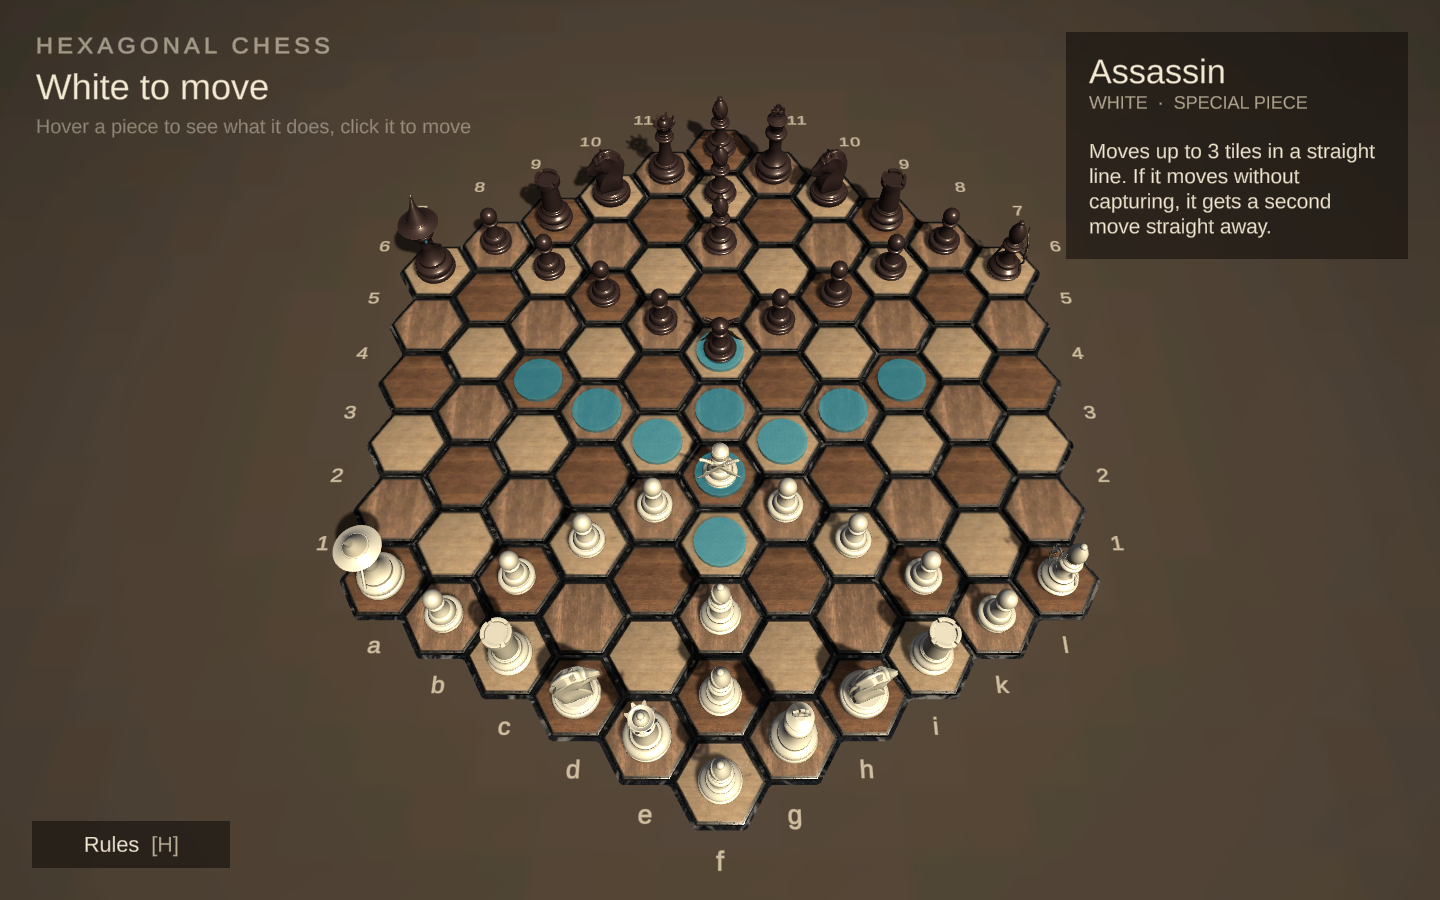 HEXAGONAL CHESS
White to move
Hover a piece to see what it does, click it to move
Assassin
WHITE · SPECIAL PIECE
Moves up to 3 tiles in a straight
line. If it moves without
capturing, it gets a second
move straight away.
11 11
10 10
9 9
8 8
7
6 6
5 5
4 4
3 3
2 2
1 1
a l
b k
c i
d h
e g
f
Rules [H]